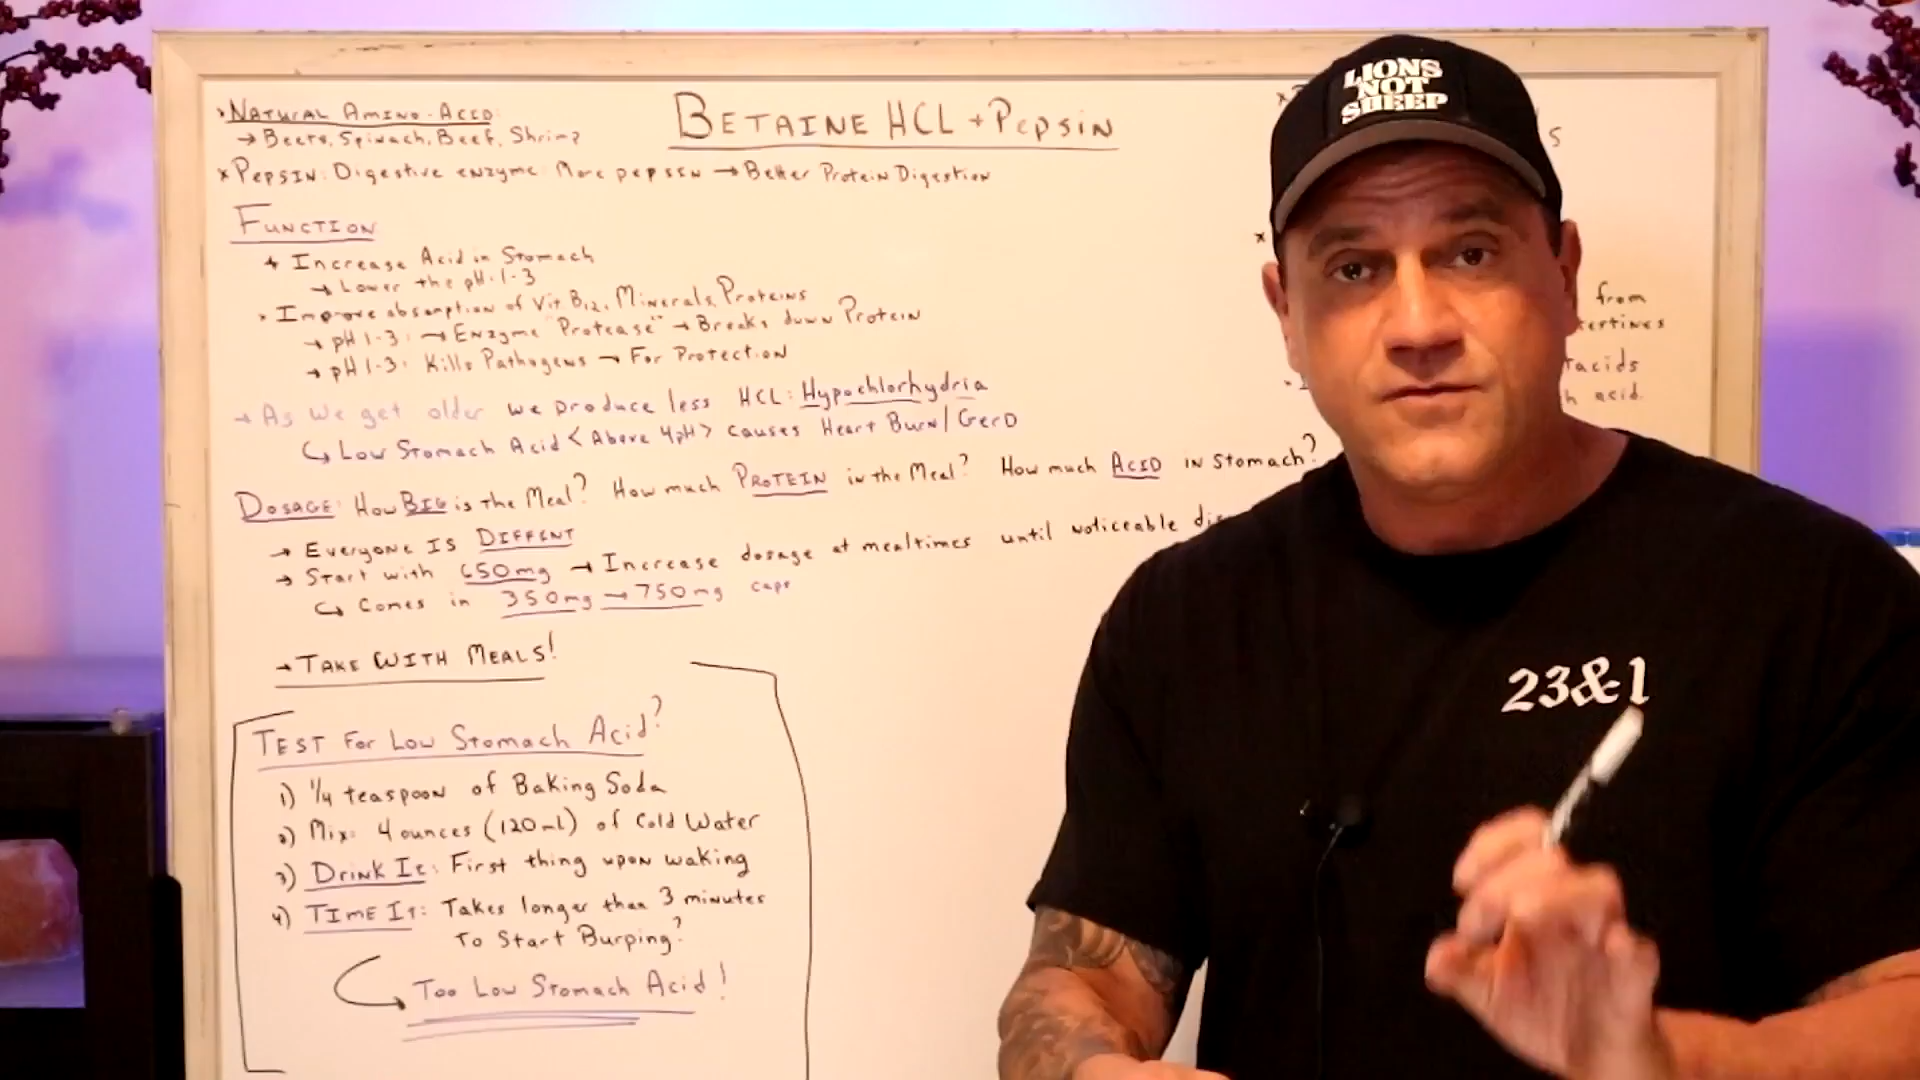 NATURAL AMINO-ACID:
→ Beets, Spinach, Beef, Shrimp
BETAINE HCL + Pepsin
* PEPSIN: Digestive enzyme: More pepsin → Better Protein Digestion
FUNCTION
Increase Acid in Stomach
→ Lower the pH: 1-3
Improve absorption of Vit B12, Minerals, Proteins
→ pH 1-3: → Enzyme "Protease" → Breaks down Protein
→ pH 1-3: Kills Pathogens → For Protection
→ As We get older we produce less HCL: Hypochlorhydria
Low Stomach Acid < Above 4pH > causes Heart Burn/Gerd
DOSAGE: How BIG is the Meal? How much PROTEIN in the Meal? How much ACID in stomach?
→ EVERYONE IS DIFFENT
→ Start with 650mg → Increase dosage at mealtimes until noticeable
Comes in 350mg → 750mg caps
→ TAKE WITH MEALS!
TEST For Low Stomach Acid?
1) 1/4 teaspoon of Baking Soda
2) Mix: 4 ounces (120ml) of Cold Water
3) Drink It: First thing upon waking
4) TIME IT: Takes longer than 3 minutes
To Start Burping?
Too Low Stomach Acid!
from
acid.
LIONS
NOT
SHEEP
23&1